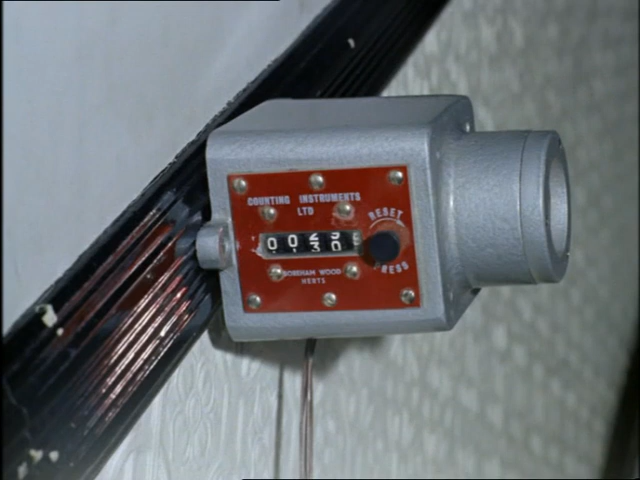 COUNTING INSTRUMENTS
LTD
RESET
PRESS
BOREHAM WOOD
HERTS